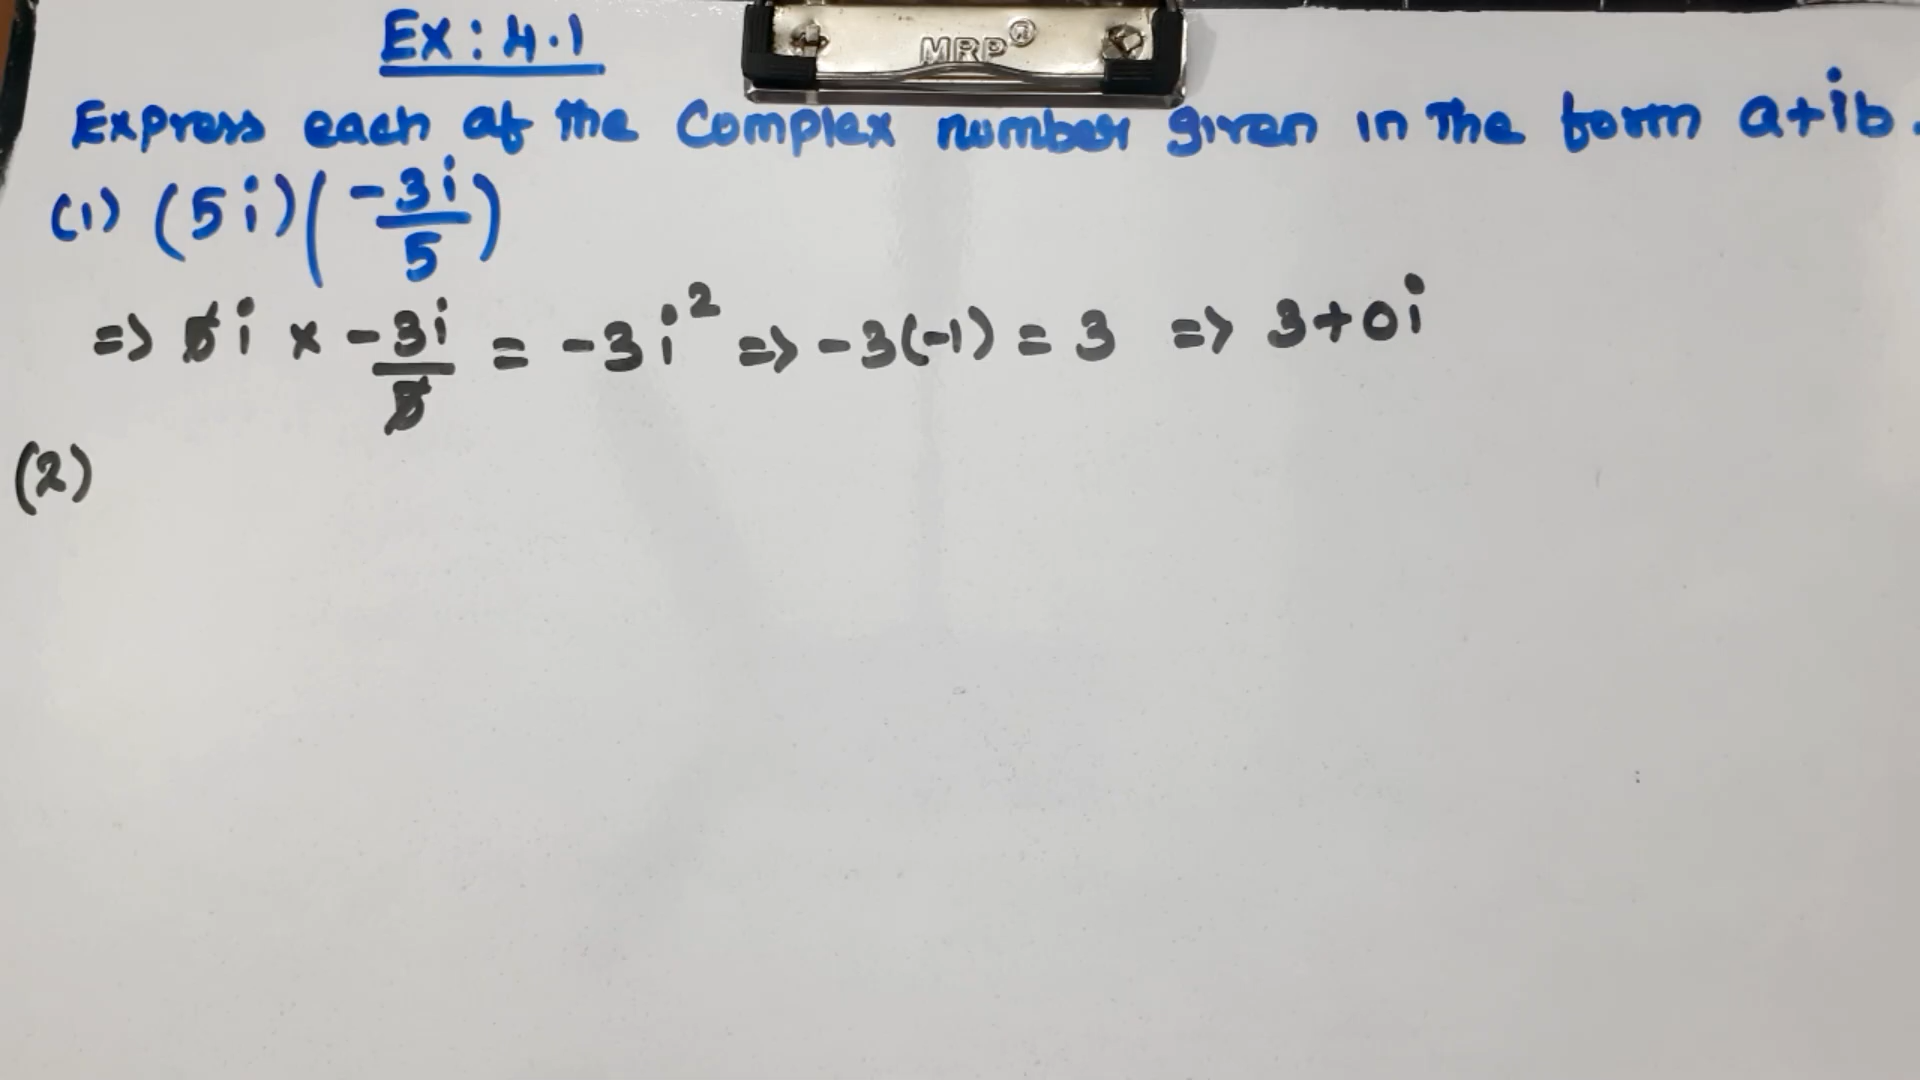 MRP®
Ex : 4.1
Express each of the Complex number given in the form a+ib.
(1) (5i)(-3i/5)
=> 5i × -3i/5 = -3i² => -3(-1) = 3 => 3+0i
(2)